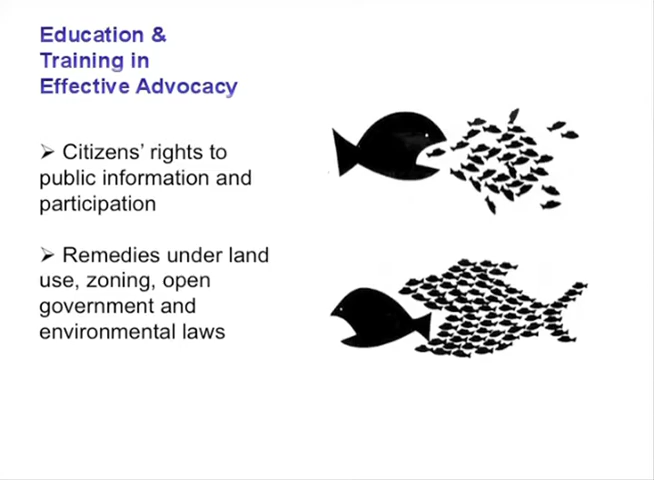 Education &
Training in
Effective Advocacy
➢ Citizens' rights to
public information and
participation
➢ Remedies under land
use, zoning, open
government and
environmental laws